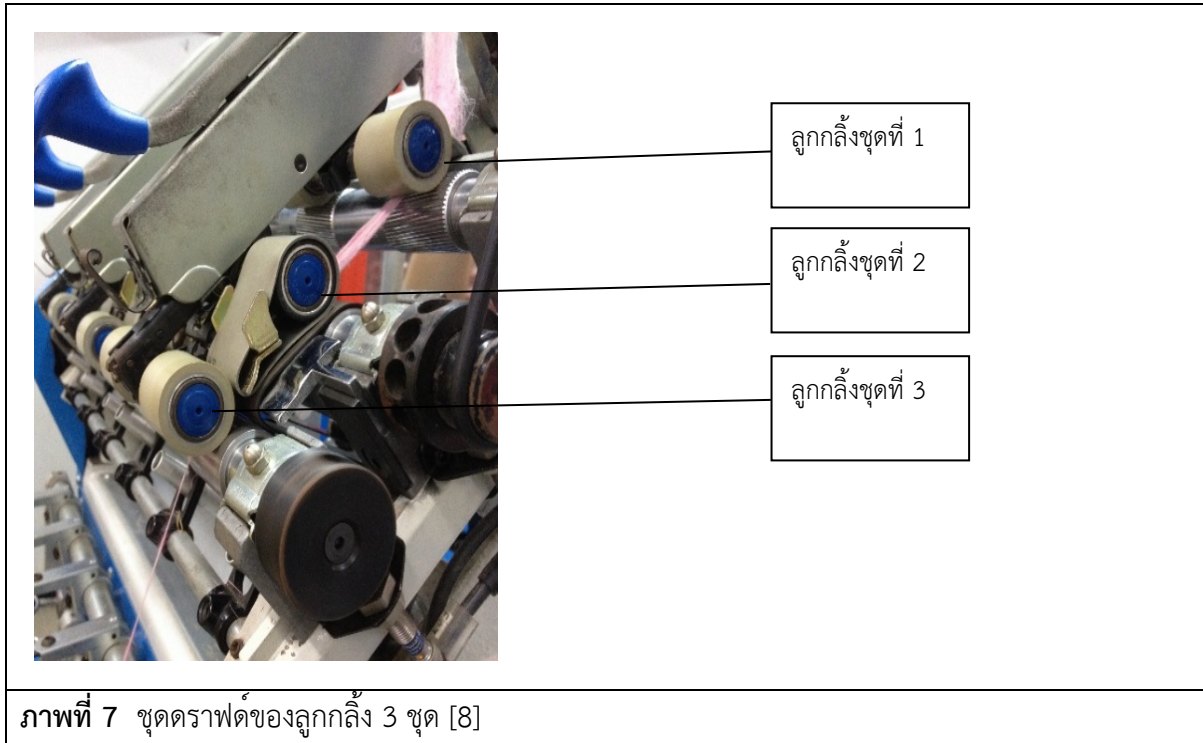 ลูกกลิ้งชุดที่ 1
ลูกกลิ้งชุดที่ 2
ลูกกลิ้งชุดที่ 3
ภาพที่ 7 ชุดดราฟด์ของลูกกลิ้ง 3 ชุด [8]